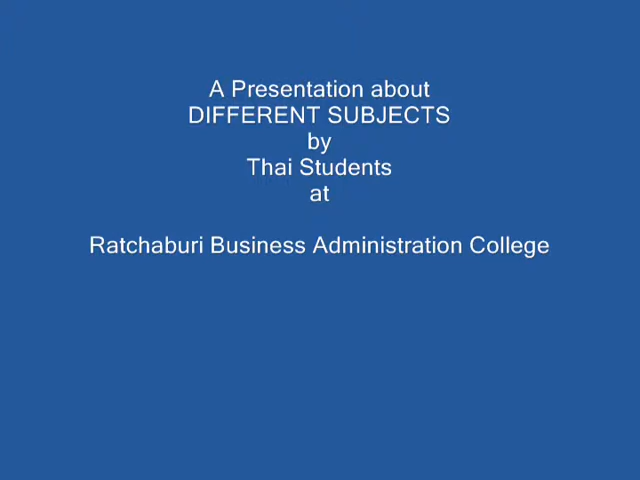 A Presentation about
DIFFERENT SUBJECTS
by
Thai Students
at
Ratchaburi Business Administration College